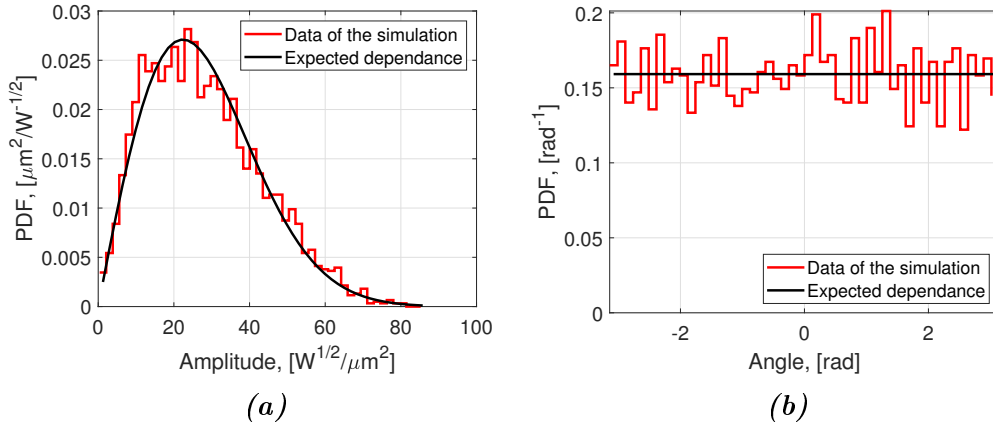 0.03
0.025
0.02
0.015
0.01
0.005
0
PDF, [μm²/W⁻¹/²]
Data of the simulation
Expected dependance
0 20 40 60 80 100
Amplitude, [W¹/²/μm²]
(a)
0.2
0.15
0.1
0.05
0
PDF, [rad⁻¹]
Data of the simulation
Expected dependance
-2 0 2
Angle, [rad]
(b)